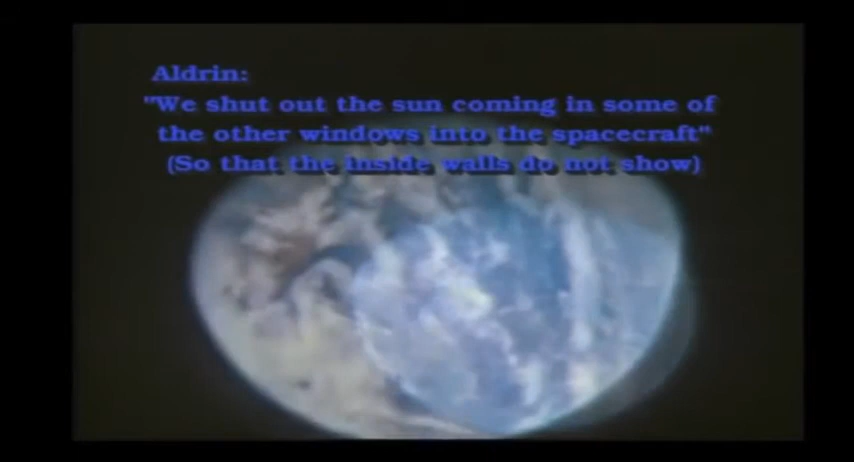 Aldrin:
"We shut out the sun coming in some of
the other windows into the spacecraft"
(So that the inside walls do not show)